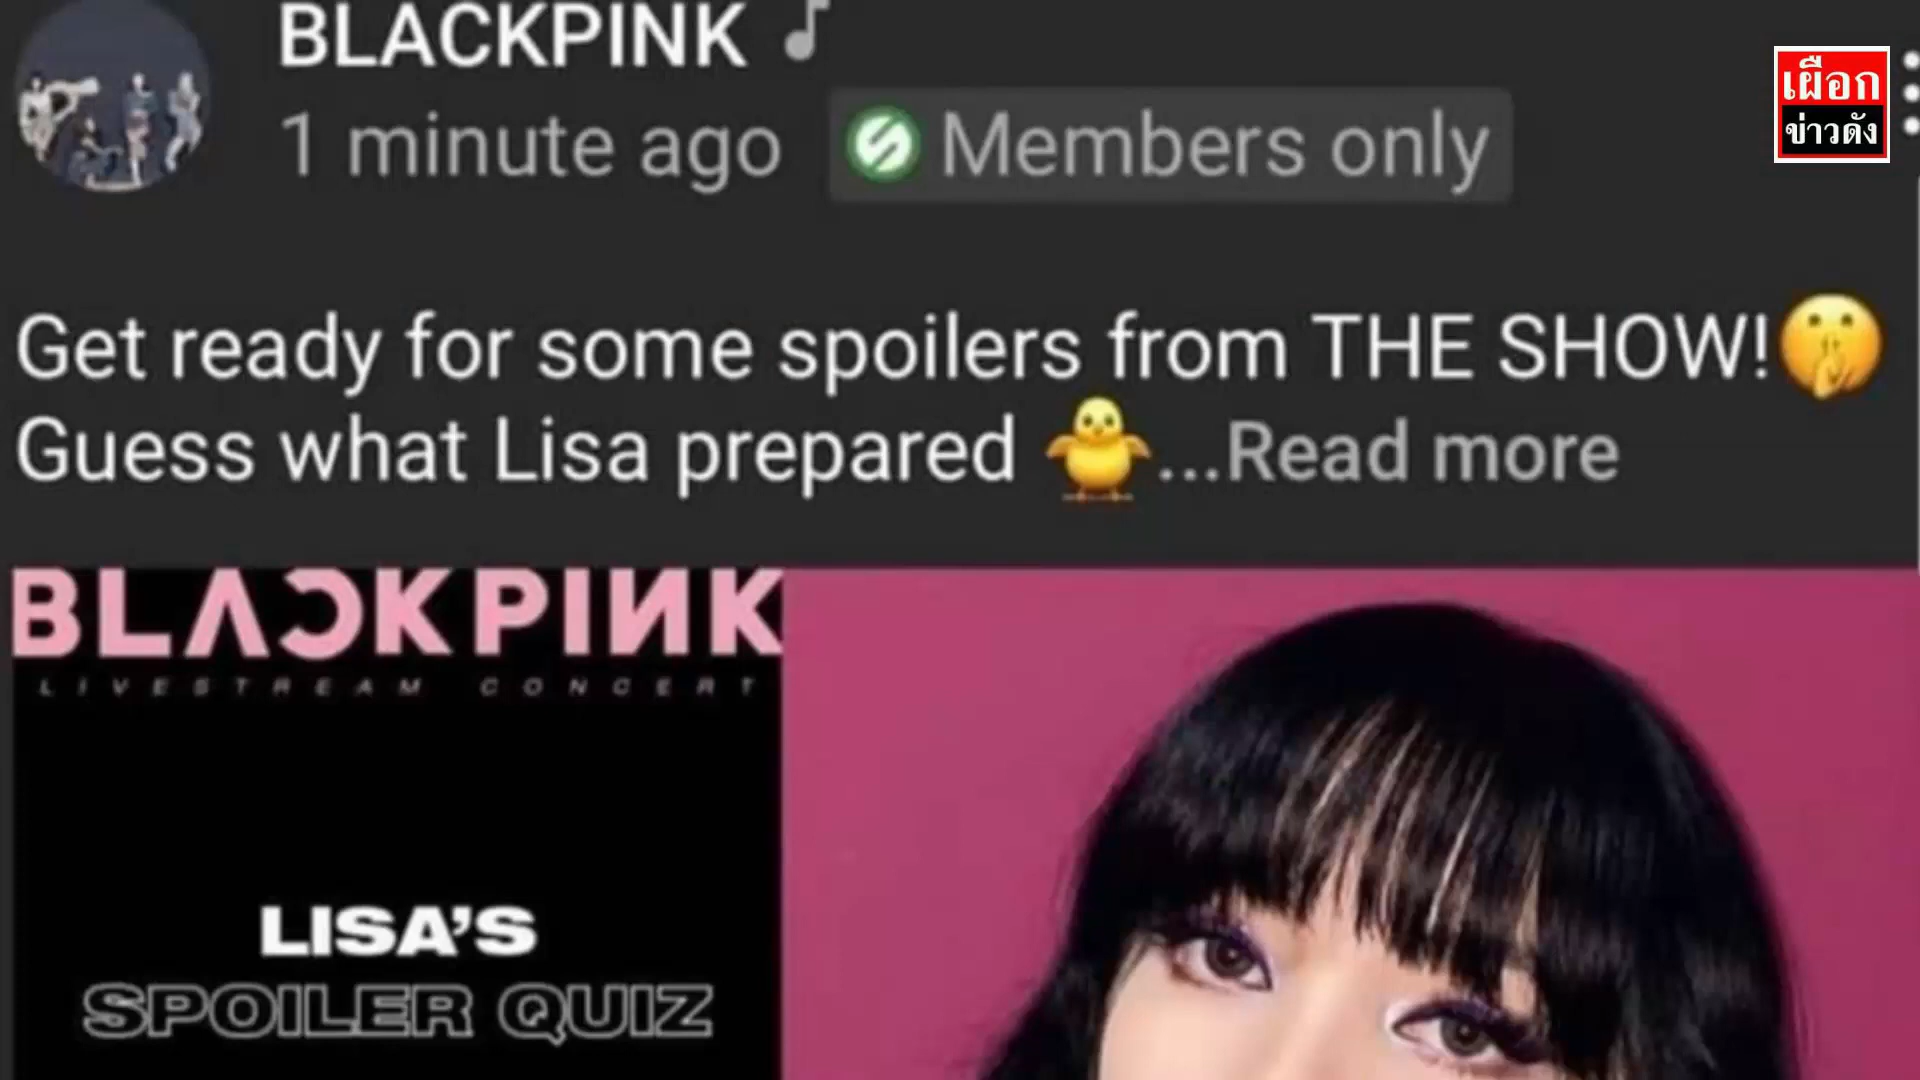 BLACKPINK
1 minute ago Members only
เผือก
ข่าวดัง
Get ready for some spoilers from THE SHOW!🤫
Guess what Lisa prepared 🐥...Read more
BLACKPINK
LIVESTREAM CONCERT
LISA'S
SPOILER QUIZ